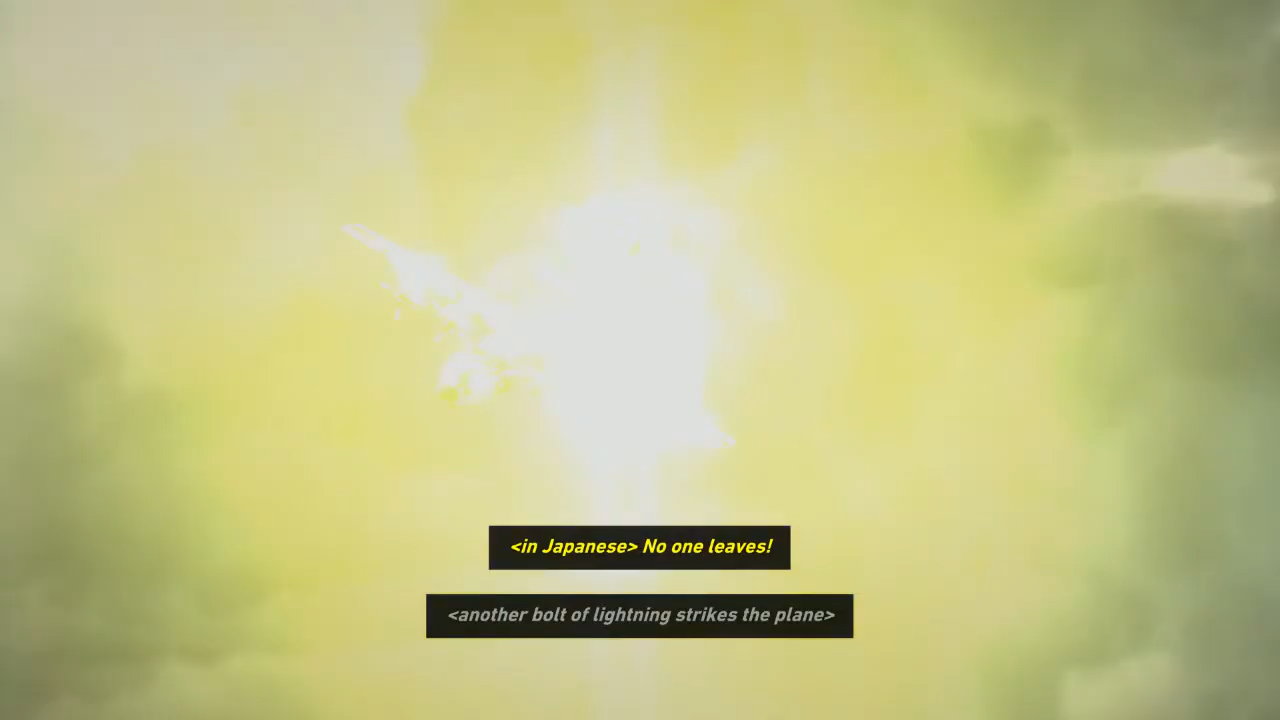 <in Japanese> No one leaves!
<another bolt of lightning strikes the plane>